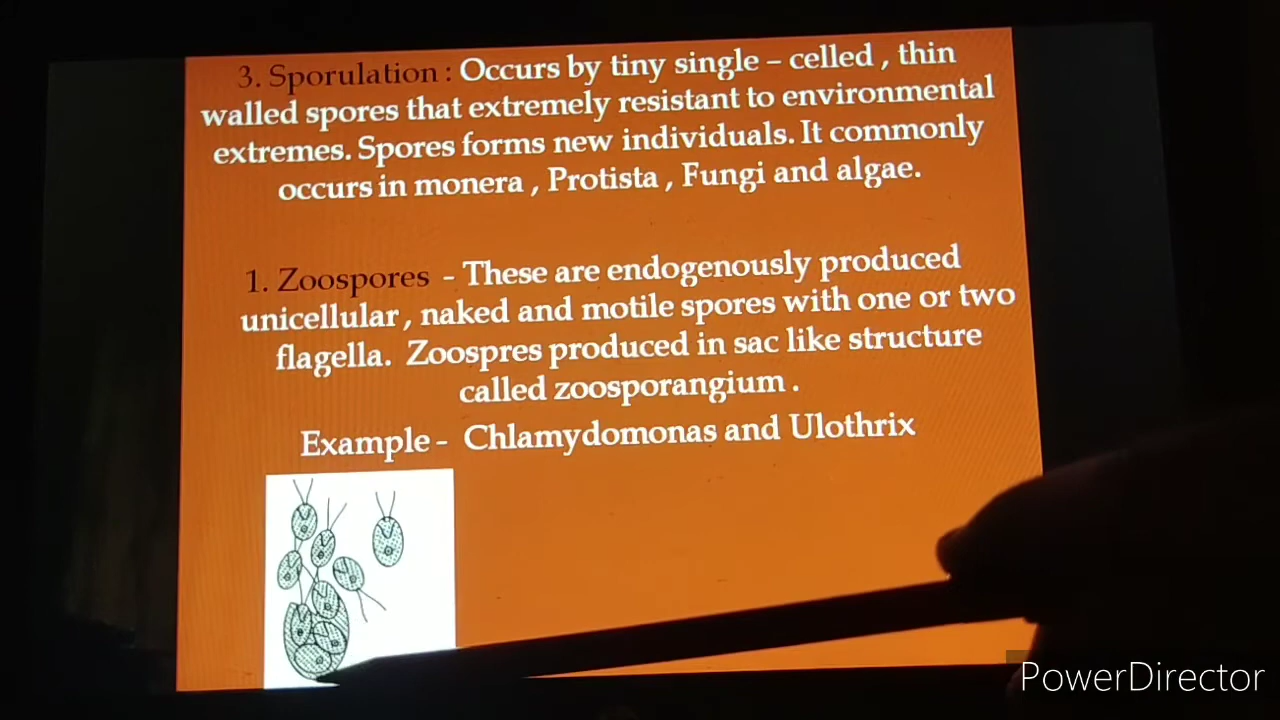 3. Sporulation : Occurs by tiny single – celled , thin
walled spores that extremely resistant to environmental
extremes. Spores forms new individuals. It commonly
occurs in monera , Protista , Fungi and algae.
1. Zoospores - These are endogenously produced
unicellular , naked and motile spores with one or two
flagella. Zoospres produced in sac like structure
called zoosporangium .
Example - Chlamydomonas and Ulothrix
PowerDirector